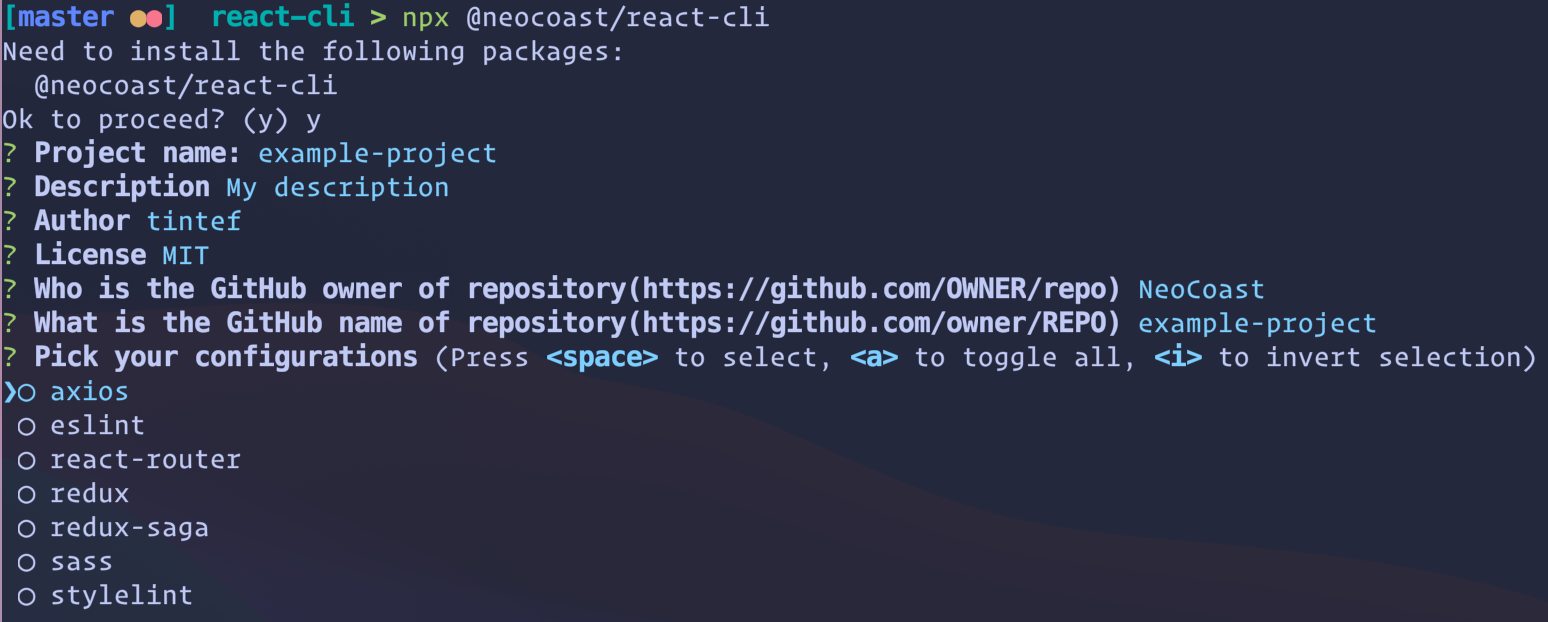 [master ●●]  react-cli > npx @neocoast/react-cli
Need to install the following packages:
  @neocoast/react-cli
Ok to proceed? (y) y
? Project name: example-project
? Description My description
? Author tintef
? License MIT
? Who is the GitHub owner of repository(https://github.com/OWNER/repo) NeoCoast
? What is the GitHub name of repository(https://github.com/owner/REPO) example-project
? Pick your configurations (Press <space> to select, <a> to toggle all, <i> to invert selection)
❯◯ axios
 ◯ eslint
 ◯ react-router
 ◯ redux
 ◯ redux-saga
 ◯ sass
 ◯ stylelint